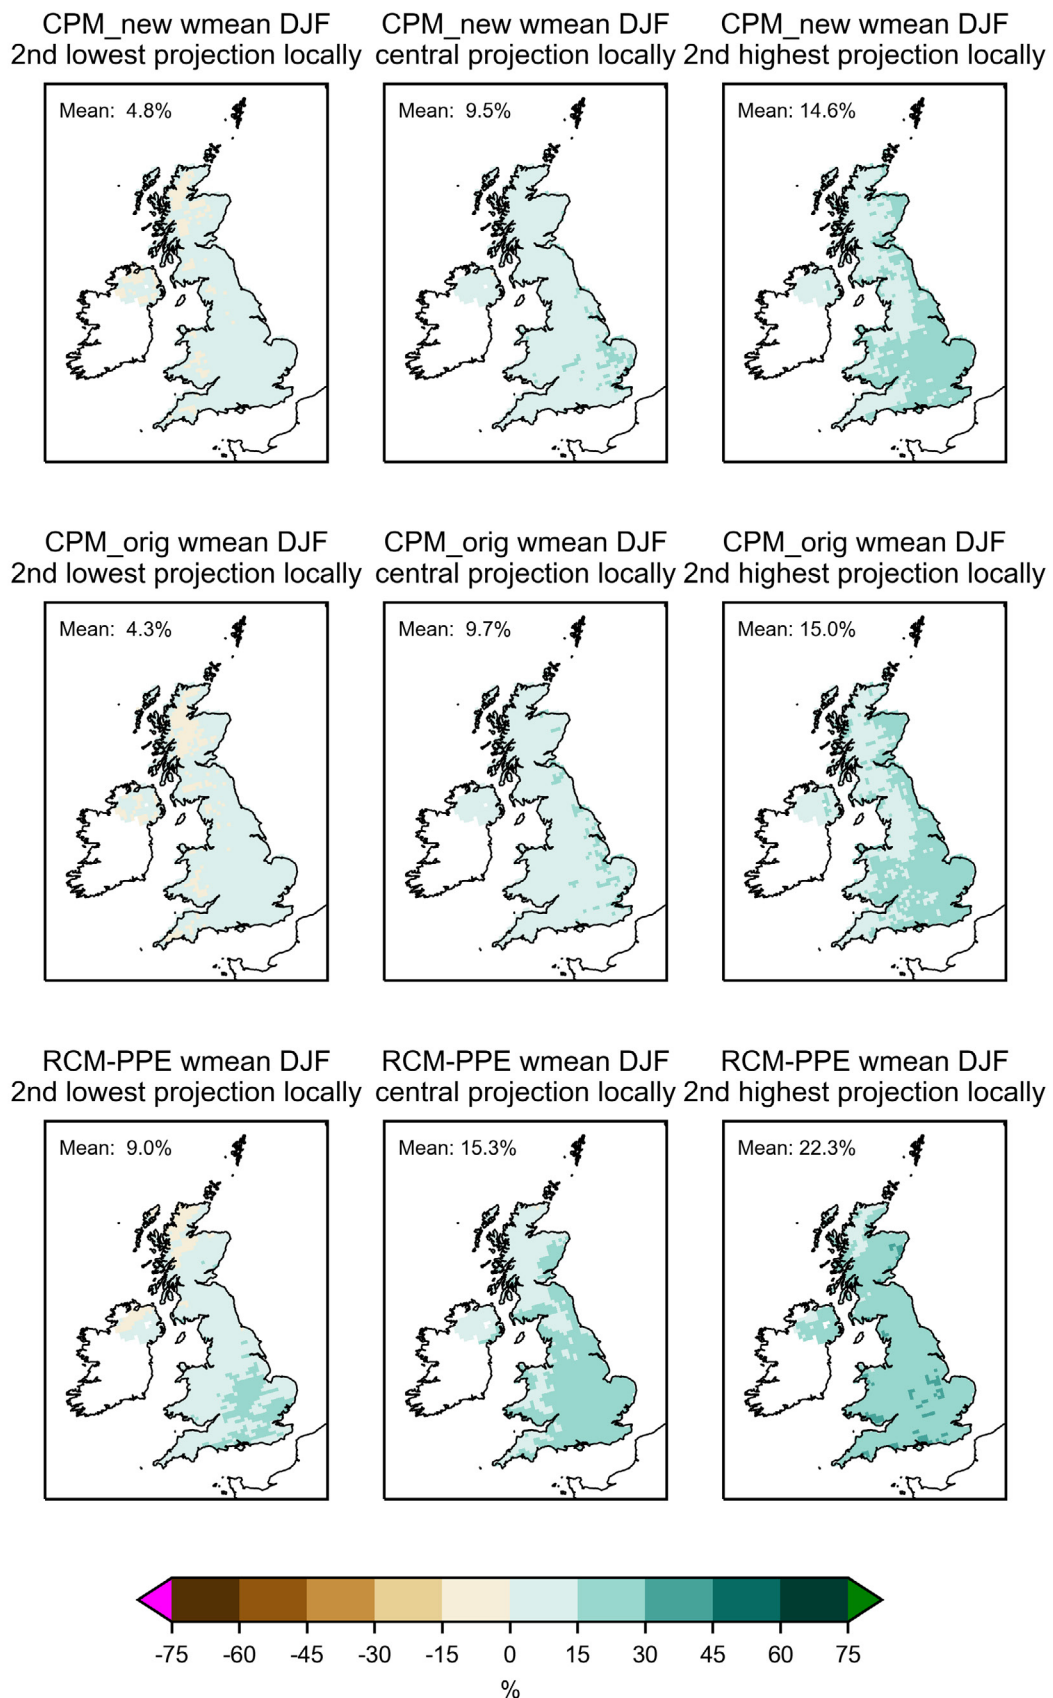 CPM_new wmean DJF
2nd lowest projection locally
CPM_new wmean DJF
central projection locally
CPM_new wmean DJF
2nd highest projection locally
Mean: 4.8%
Mean: 9.5%
Mean: 14.6%
CPM_orig wmean DJF
2nd lowest projection locally
CPM_orig wmean DJF
central projection locally
CPM_orig wmean DJF
2nd highest projection locally
Mean: 4.3%
Mean: 9.7%
Mean: 15.0%
RCM-PPE wmean DJF
2nd lowest projection locally
RCM-PPE wmean DJF
central projection locally
RCM-PPE wmean DJF
2nd highest projection locally
Mean: 9.0%
Mean: 15.3%
Mean: 22.3%
-75 -60 -45 -30 -15 0 15 30 45 60 75
%